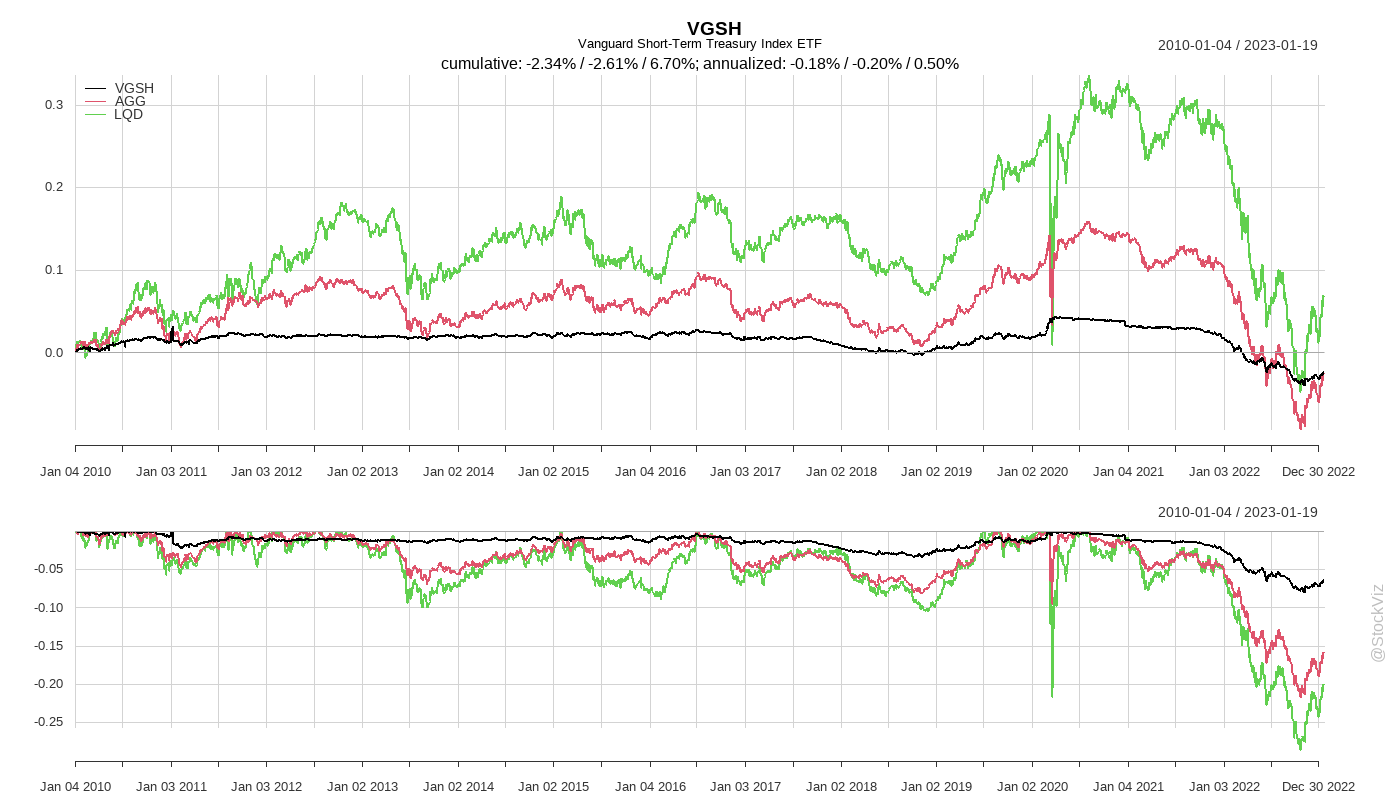 VGSH
Vanguard Short-Term Treasury Index ETF
2010-01-04 / 2023-01-19
cumulative: -2.34% / -2.61% / 6.70%; annualized: -0.18% / -0.20% / 0.50%
VGSH
AGG
LQD
0.3
0.2
0.1
0.0
Jan 04 2010 Jan 03 2011 Jan 03 2012 Jan 02 2013 Jan 02 2014 Jan 02 2015 Jan 04 2016 Jan 03 2017 Jan 02 2018 Jan 02 2019 Jan 02 2020 Jan 04 2021 Jan 03 2022 Dec 30 2022
2010-01-04 / 2023-01-19
-0.05
-0.10
-0.15
-0.20
-0.25
Jan 04 2010 Jan 03 2011 Jan 03 2012 Jan 02 2013 Jan 02 2014 Jan 02 2015 Jan 04 2016 Jan 03 2017 Jan 02 2018 Jan 02 2019 Jan 02 2020 Jan 04 2021 Jan 03 2022 Dec 30 2022
@StockViz